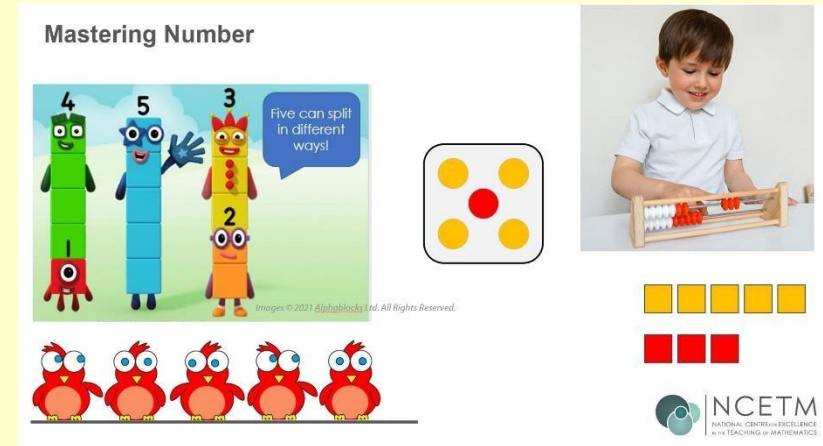 Mastering Number
4
5
3
Five can split
in different
ways!
2
1
Images © 2021 Alphablocks Ltd. All Rights Reserved.
NCETM
NATIONAL CENTRE FOR EXCELLENCE
IN THE TEACHING OF MATHEMATICS